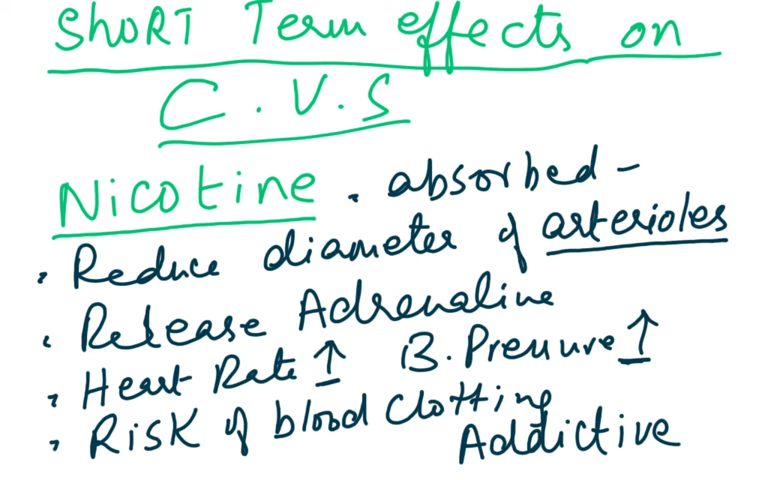 SHORT Term effects on
C.V.S
Nicotine . absorbed –
. Reduce diameter of arterioles
. Release Adrenaline
. Heart Rate ↑ B. Pressure ↑
. Risk of blood clotting
Addictive